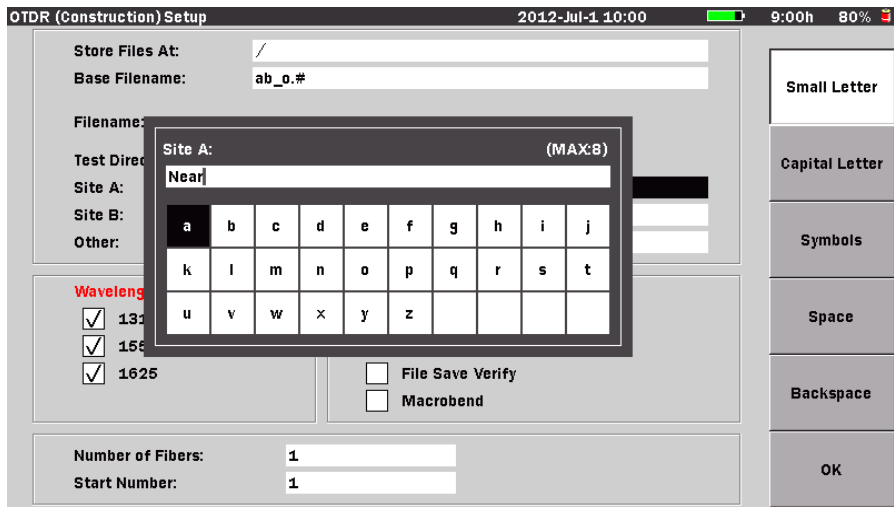 OTDR (Construction) Setup 2012-Jul-1 10:00 9:00h 80%
Store Files At: /
Base Filename: ab_o.#
Filename:
Test Direc
Site A:
Site B:
Other:
Site A: (MAX:8)
Near
a b c d e f g h i j
k l m n o p q r s t
u v w x y z
Waveleng
131
155
1625
File Save Verify
Macrobend
Number of Fibers: 1
Start Number: 1
Small Letter
Capital Letter
Symbols
Space
Backspace
OK